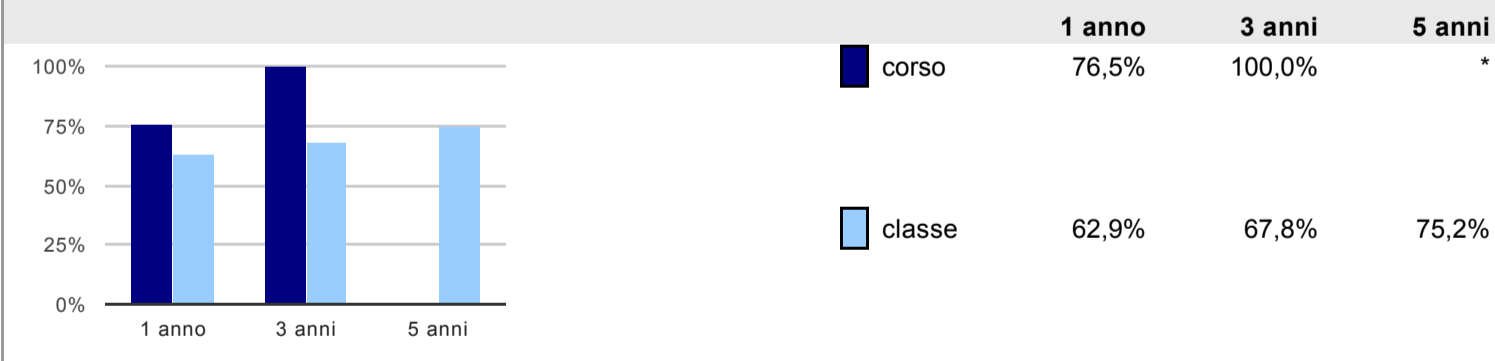 1 anno 3 anni 5 anni
100%
75%
50%
25%
0%
1 anno 3 anni 5 anni
corso 76,5% 100,0% *
classe 62,9% 67,8% 75,2%